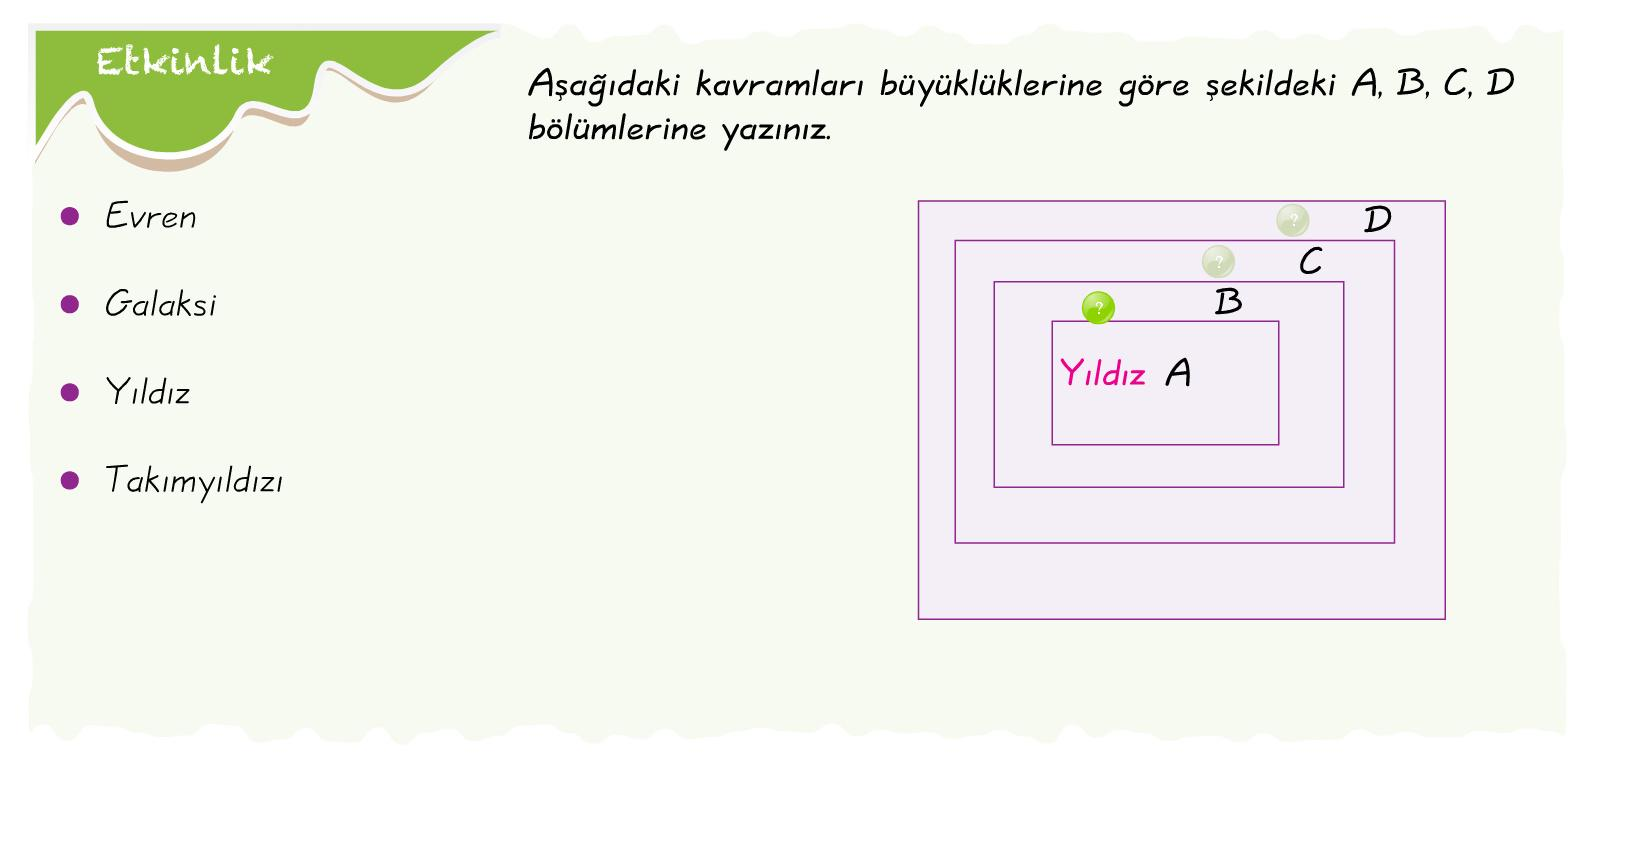 Etkinlik
Aşağıdaki kavramları büyüklüklerine göre şekildeki A, B, C, D
bölümlerine yazınız.
Evren
Galaksi
Yıldız
Takımyıldızı
? D
? C
? B
Yıldız A